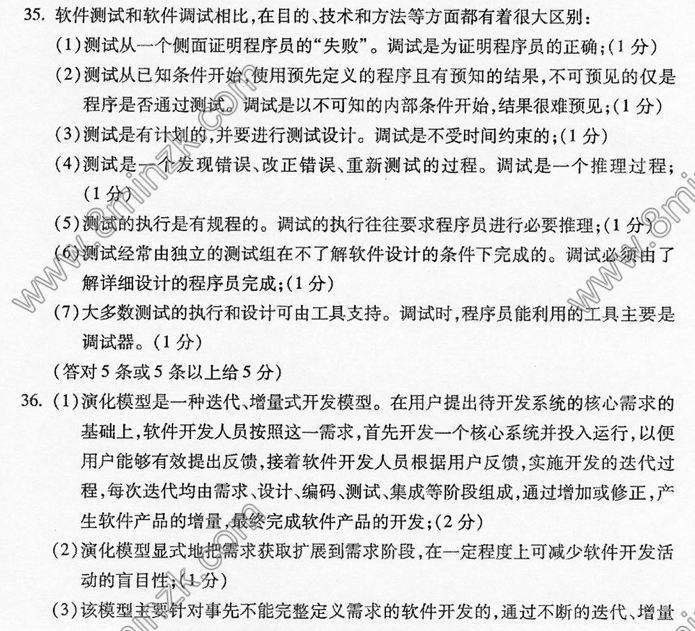 35. 软件测试和软件调试相比,在目的、技术和方法等方面都有着很大区别:
(1)测试从一个侧面证明程序员的“失败”。调试是为证明程序员的正确;(1 分)
(2)测试从已知条件开始,使用预先定义的程序且有预知的结果,不可预见的仅是
程序是否通过测试。调试是以不可知的内部条件开始,结果很难预见;(1 分)
(3)测试是有计划的,并要进行测试设计。调试是不受时间约束的;(1 分)
(4)测试是一个发现错误、改正错误、重新测试的过程。调试是一个推理过程;
(1 分)
(5)测试的执行是有规程的。调试的执行往往要求程序员进行必要推理;(1 分)
(6)测试经常由独立的测试组在不了解软件设计的条件下完成的。调试必须由了
解详细设计的程序员完成;(1 分)
(7)大多数测试的执行和设计可由工具支持。调试时,程序员能利用的工具主要是
调试器。(1 分)
(答对 5 条或 5 条以上给 5 分)
36. (1)演化模型是一种迭代、增量式开发模型。在用户提出待开发系统的核心需求的
基础上,软件开发人员按照这一需求,首先开发一个核心系统并投入运行,以便
用户能够有效提出反馈,接着软件开发人员根据用户反馈,实施开发的迭代过
程,每次迭代均由需求、设计、编码、测试、集成等阶段组成,通过增加或修正,产
生软件产品的增量,最终完成软件产品的开发;(2 分)
(2)演化模型显式地把需求获取扩展到需求阶段,在一定程度上可减少软件开发活
动的盲目性;(1 分)
(3)该模型主要针对事先不能完整定义需求的软件开发的,通过不断的迭代、增量
www.8minzk.com
www.8mi
minzk.com